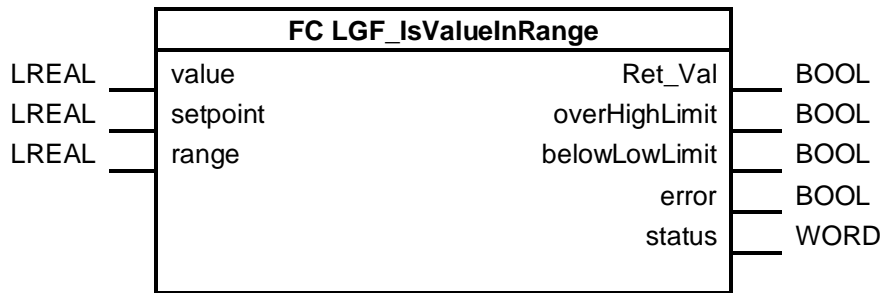 FC LGF_IsValueInRange
LREAL value Ret_Val BOOL
LREAL setpoint overHighLimit BOOL
LREAL range belowLowLimit BOOL
error BOOL
status WORD